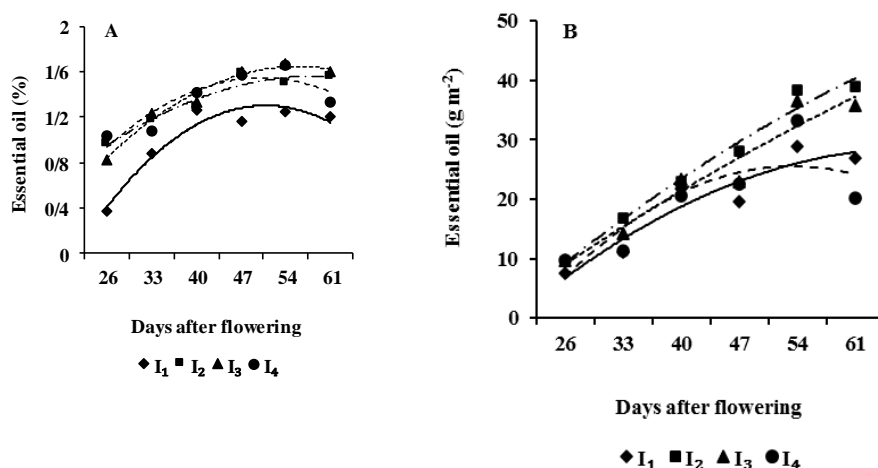 A
Essential oil (%)
2
1/6
1/2
0/8
0/4
0
26 33 40 47 54 61
Days after flowering
I₁ I₂ I₃ I₄
B
Essential oil (g m⁻²)
50
40
30
20
10
0
26 33 40 47 54 61
Days after flowering
I₁ I₂ I₃ I₄